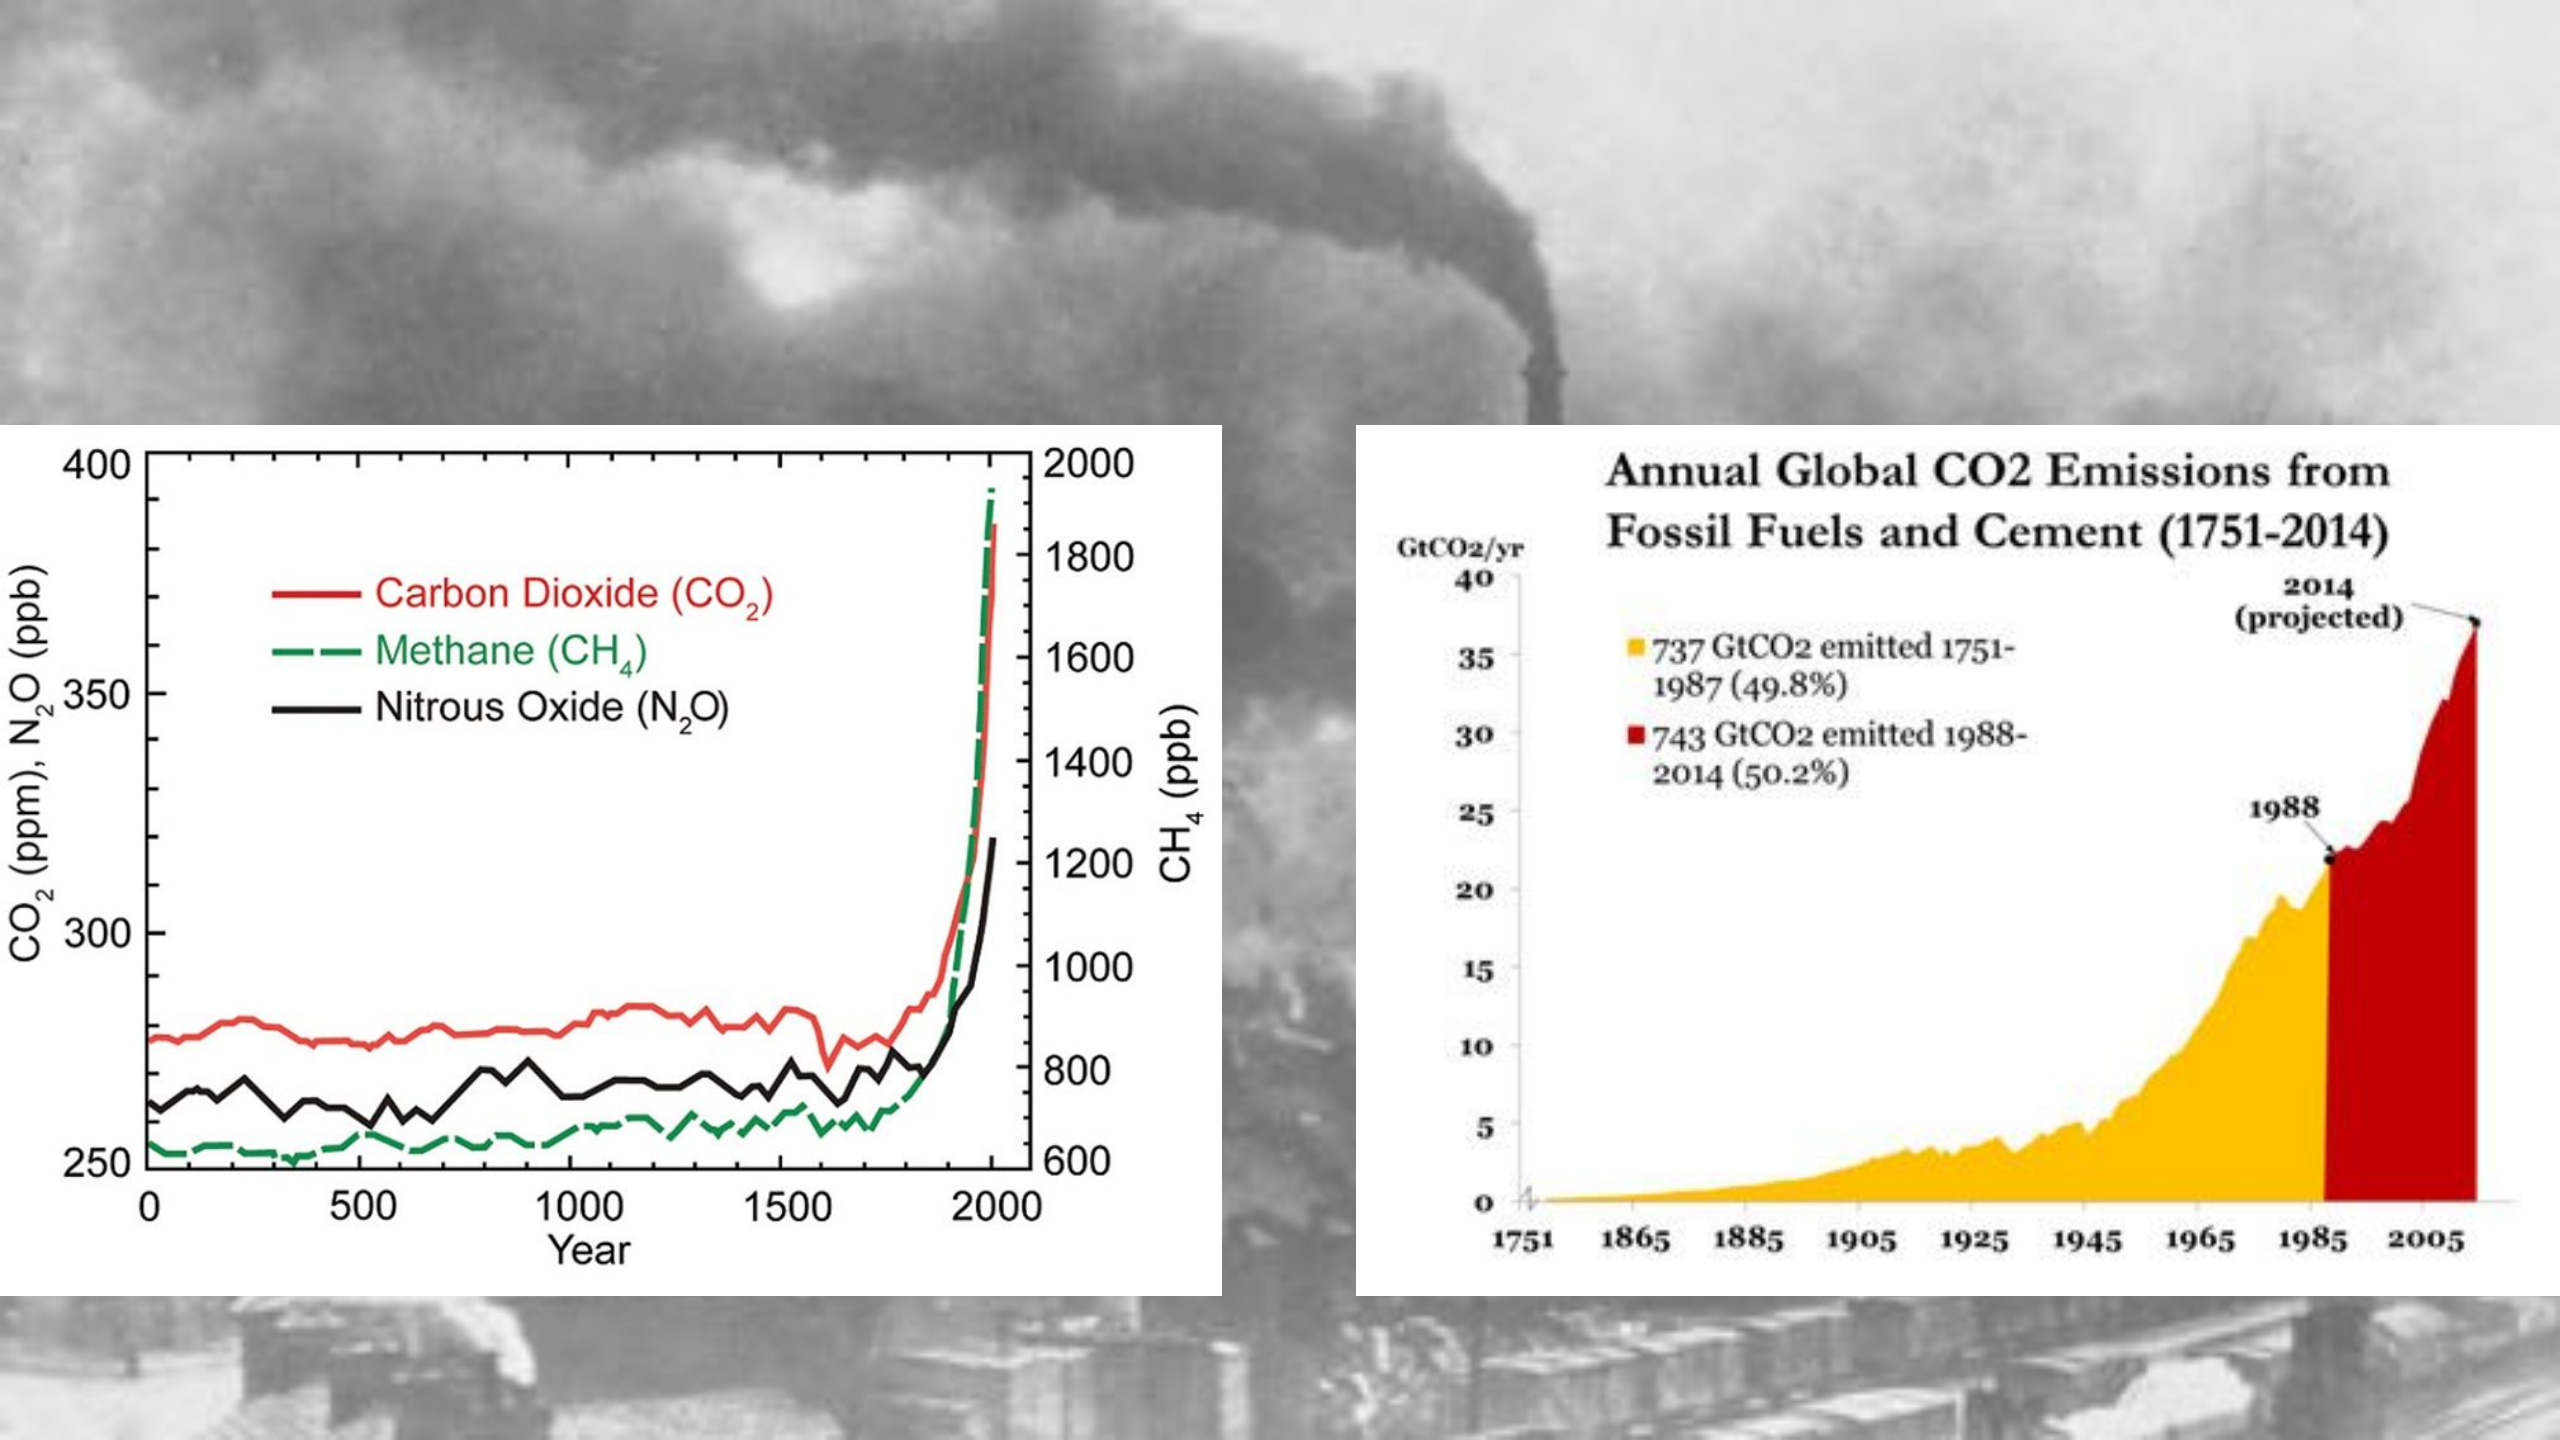 400
350
300
250
CO₂ (ppm), N₂O (ppb)
Carbon Dioxide (CO₂)
Methane (CH₄)
Nitrous Oxide (N₂O)
2000
1800
1600
1400
1200
1000
800
600
CH₄ (ppb)
0 500 1000 1500 2000
Year
Annual Global CO2 Emissions from
Fossil Fuels and Cement (1751-2014)
GtCO2/yr
40
35
30
25
20
15
10
5
0
737 GtCO2 emitted 1751-
1987 (49.8%)
743 GtCO2 emitted 1988-
2014 (50.2%)
2014
(projected)
1988
1751 1865 1885 1905 1925 1945 1965 1985 2005